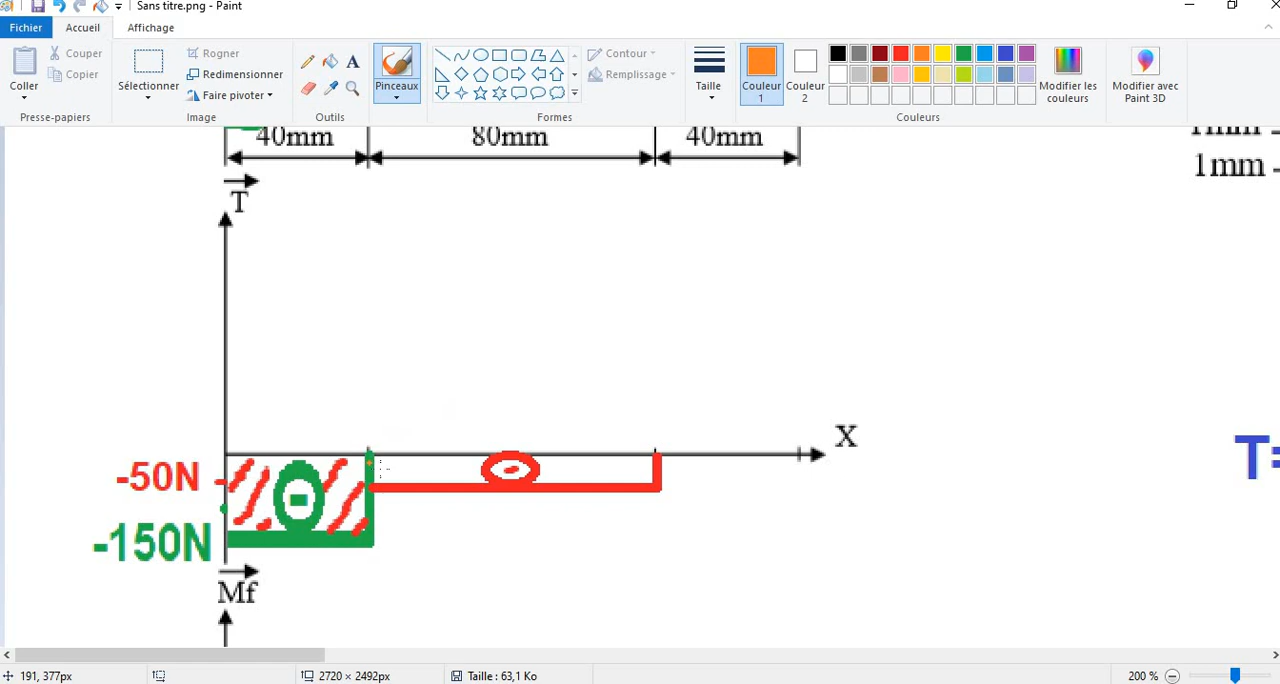 Sans titre.png - Paint
Fichier Accueil Affichage
Coller
Couper
Copier
Presse-papiers
Sélectionner
Rogner
Redimensionner
Faire pivoter
Image
A
Outils
Pinceaux
Contour
Remplissage
Formes
Taille
Couleur 1
Couleur 2
Modifier les couleurs
Couleurs
Modifier avec Paint 3D
40mm 80mm 40mm
1mm
1mm -
T
X
-50N
-150N
T=
Mf
191, 377px
2720 × 2492px
Taille : 63,1 Ko
200 %